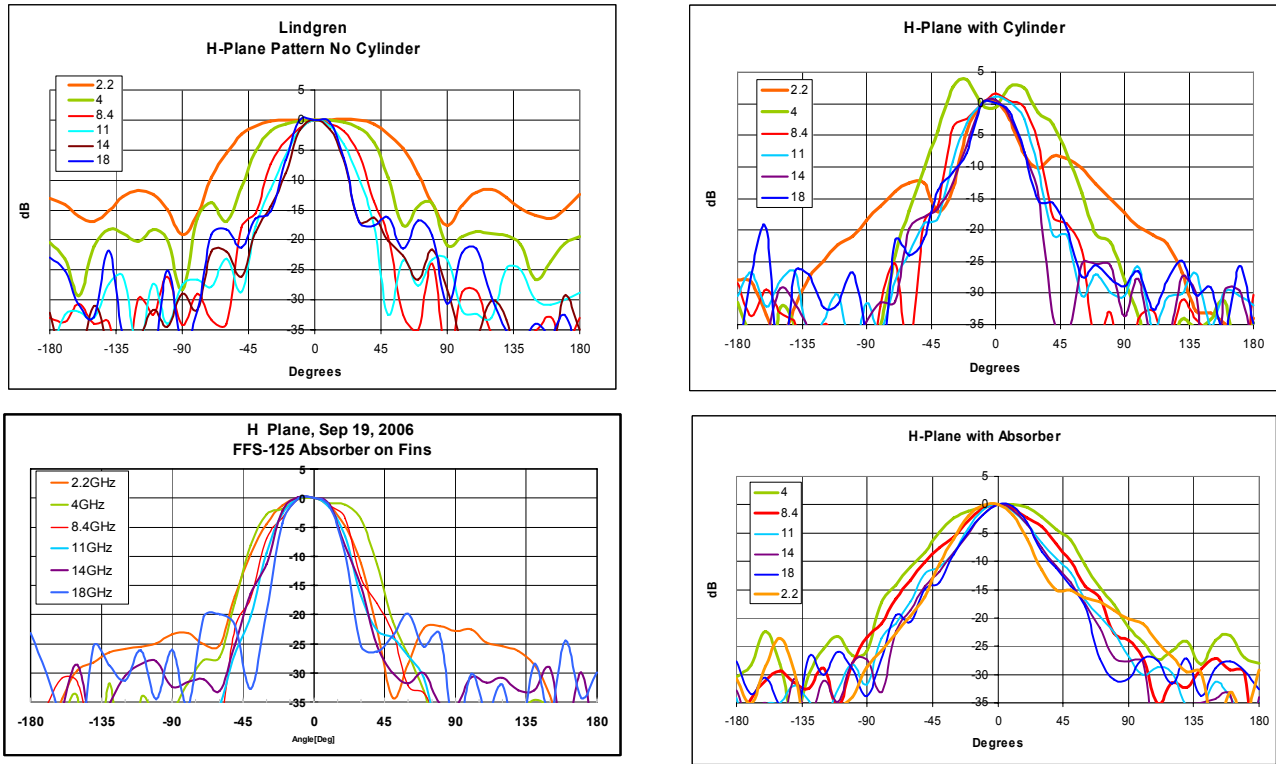 Lindgren
H-Plane Pattern No Cylinder
2.2
4
8.4
11
14
18
5
0
-5
-10
-15
-20
-25
-30
-35
dB
-180 -135 -90 -45 0 45 90 135 180
Degrees
H-Plane with Cylinder
2.2
4
8.4
11
14
18
5
0
-5
-10
-15
20
25
30
35
dB
-180 -135 -90 -45 0 45 90 135 180
Degrees
H Plane, Sep 19, 2006
FFS-125 Absorber on Fins
2.2GHz
4GHz
8.4GHz
11GHz
14GHz
18GHz
5
0
-5
-10
-15
-20
-25
-30
-35
-180 -135 -90 -45 0 45 90 135 180
Angle[Deg]
H-Plane with Absorber
4
8.4
11
14
18
2.2
5
0
-5
-10
-15
-20
-25
-30
-35
dB
-180 -135 -90 -45 0 45 90 135 180
Degrees